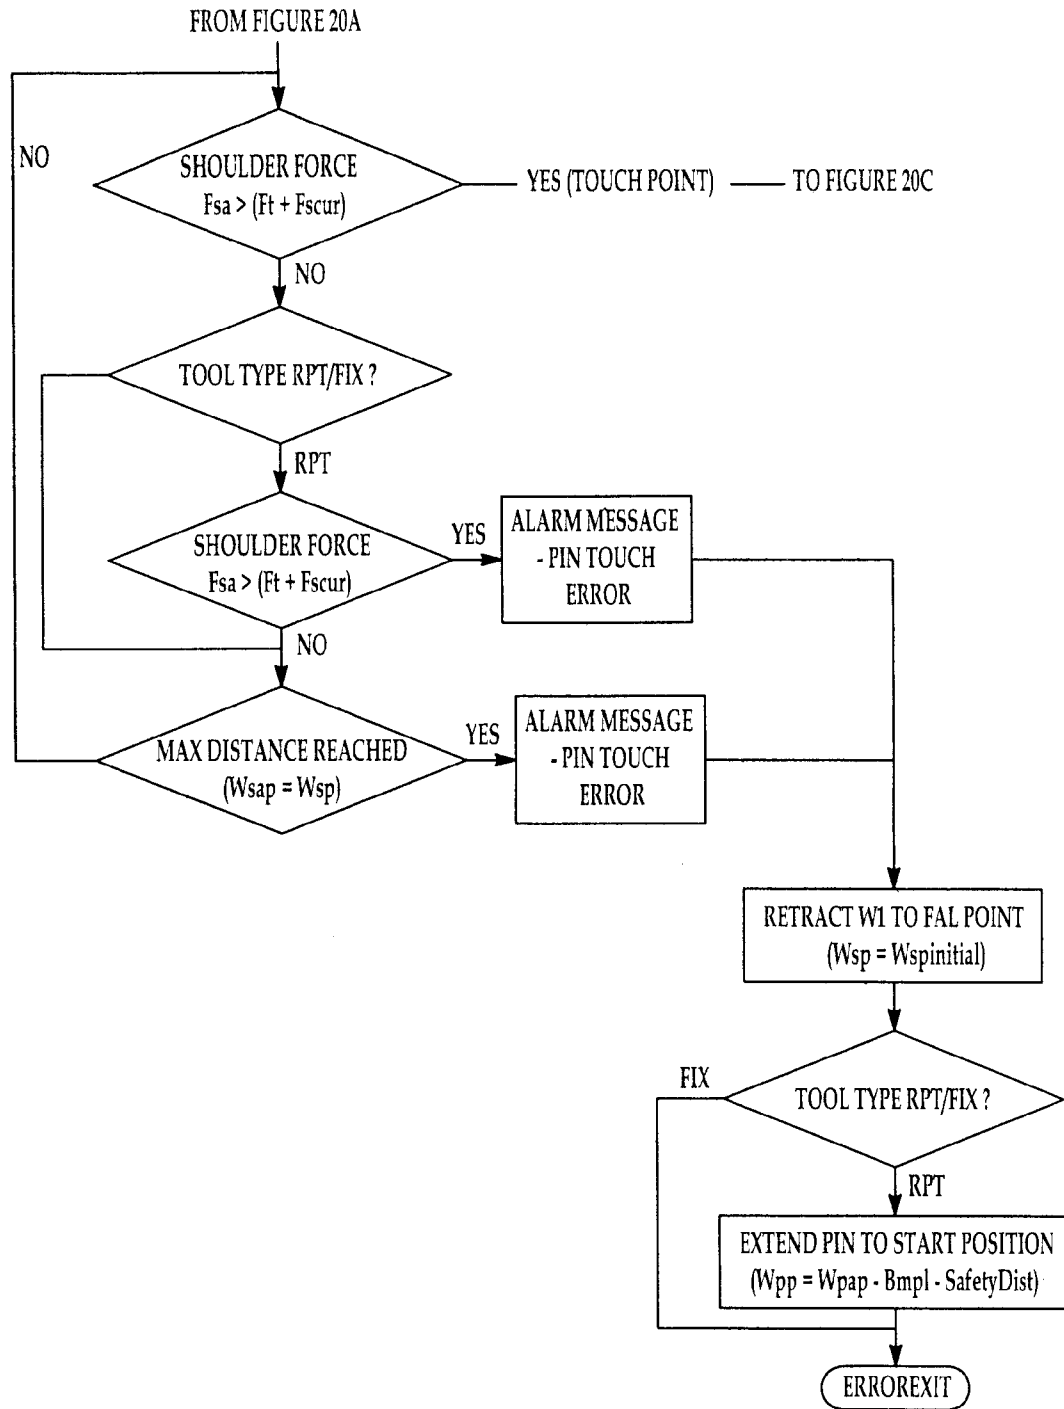 FROM FIGURE 20A
NO
SHOULDER FORCE
Fsa > (Ft + Fscur)
YES (TOUCH POINT)
TO FIGURE 20C
NO
TOOL TYPE RPT/FIX ?
RPT
SHOULDER FORCE
Fsa > (Ft + Fscur)
YES
ALARM MESSAGE
- PIN TOUCH
ERROR
NO
MAX DISTANCE REACHED
(Wsap = Wsp)
YES
ALARM MESSAGE
- PIN TOUCH
ERROR
RETRACT W1 TO FAL POINT
(Wsp = Wspinitial)
FIX
TOOL TYPE RPT/FIX ?
RPT
EXTEND PIN TO START POSITION
(Wpp = Wpap - Bmpl - SafetyDist)
ERROREXIT